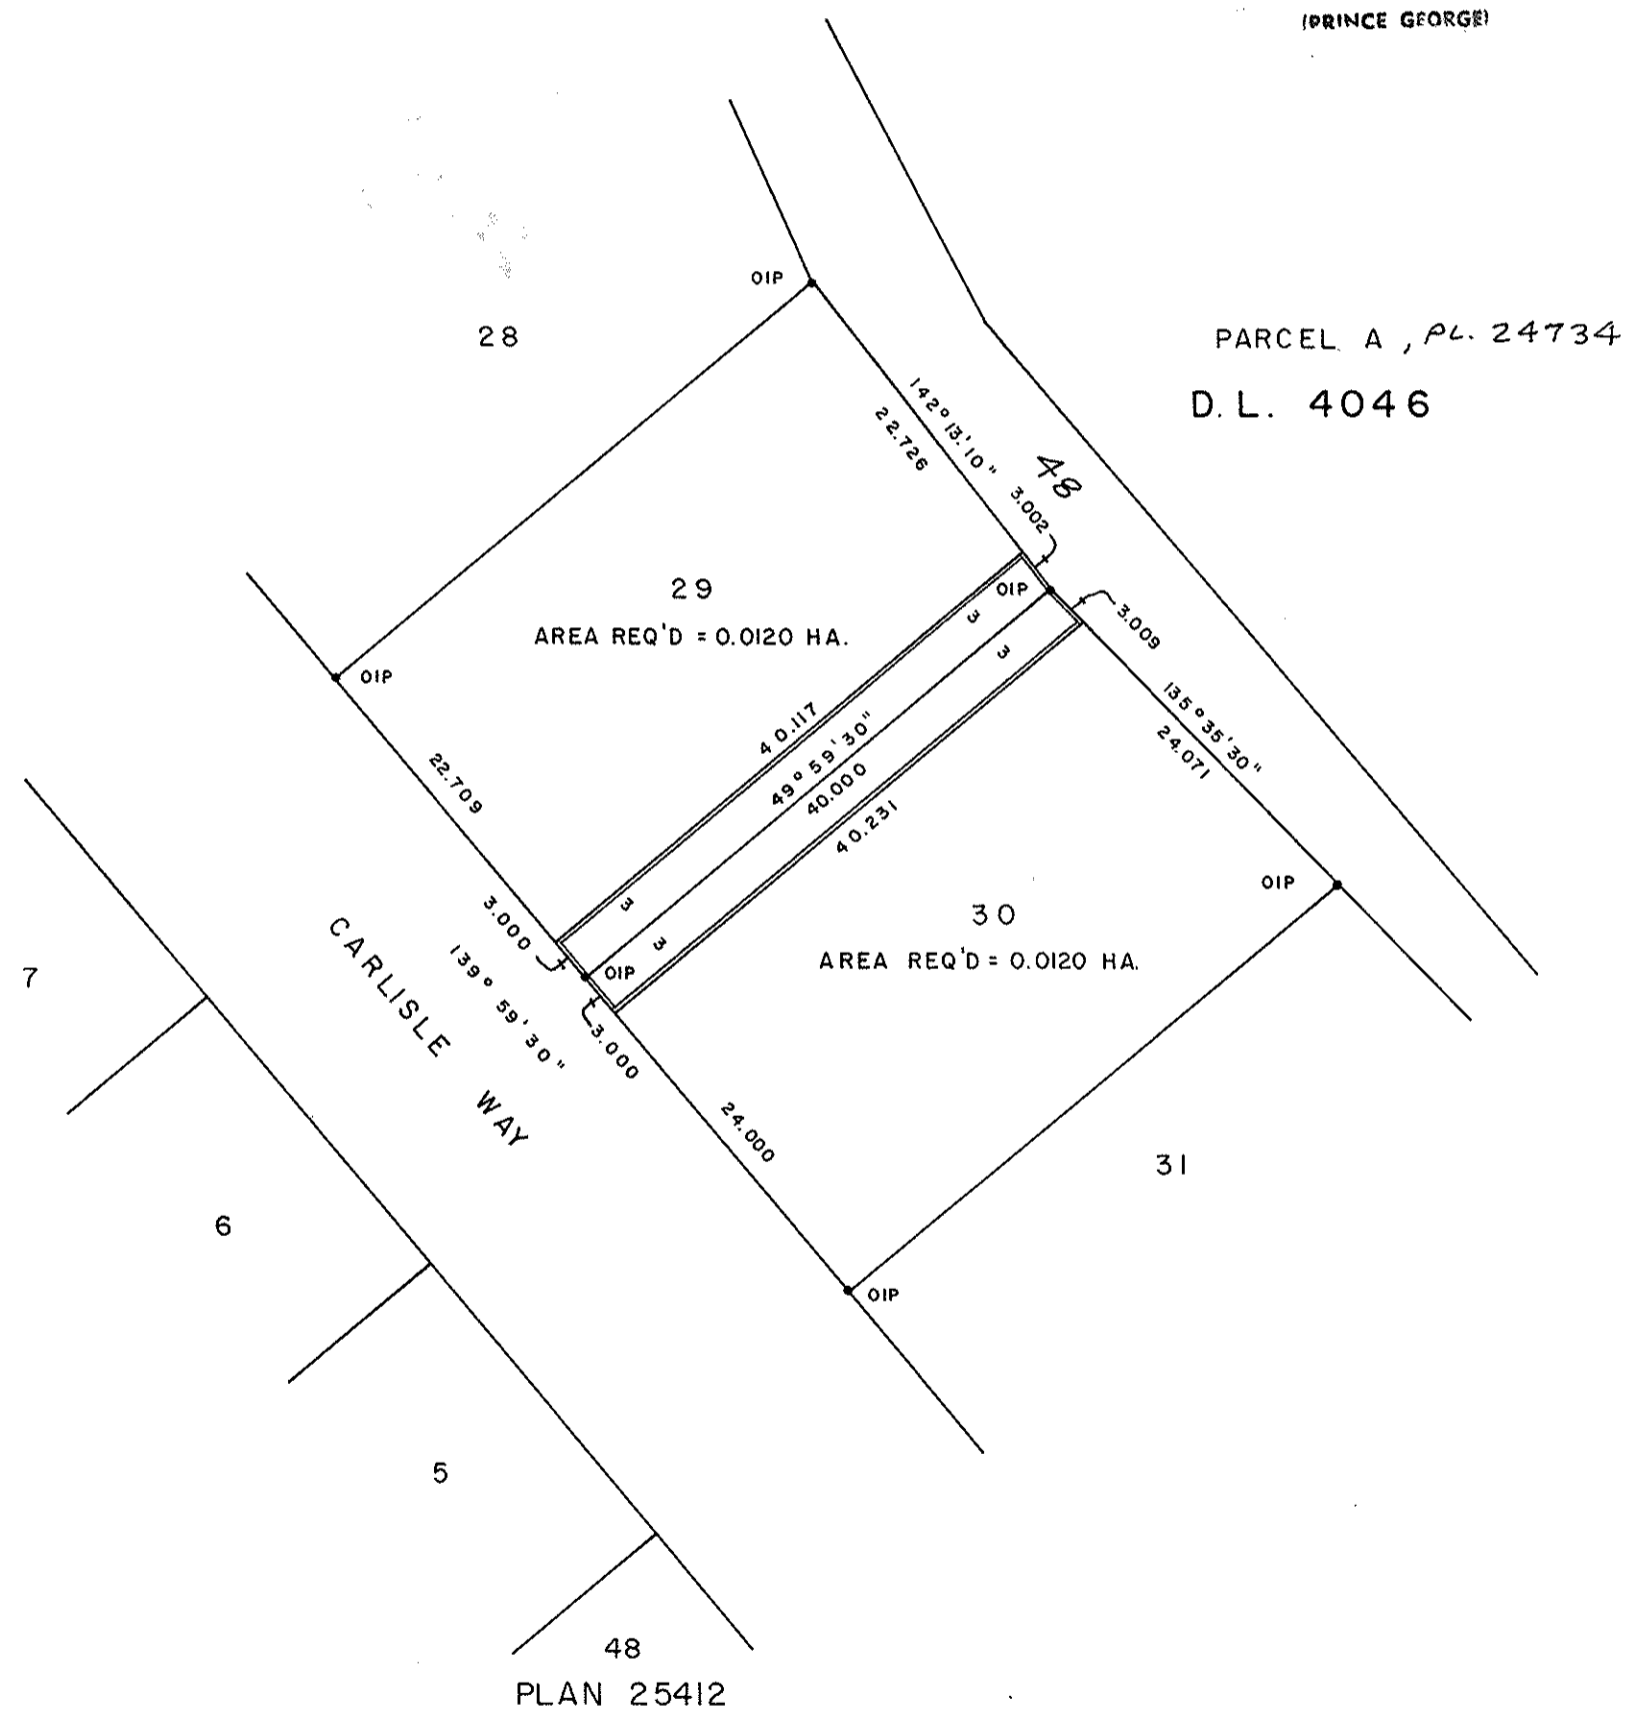 (PRINCE GEORGE)
OIP
28
PARCEL A, PL. 24734
D.L. 4046
142° 13' 10"
22.726
48
3.002
29
AREA REQ'D = 0.0120 HA.
OIP
3
3
3.009
OIP
135° 35' 30"
24.071
40.117
49° 59' 30"
40.000
40.231
22.709
OIP
30
AREA REQ'D = 0.0120 HA.
3
3
3.000
OIP
139° 59' 30"
3.000
CARLISLE WAY
7
24.000
31
6
OIP
5
48
PLAN 25412